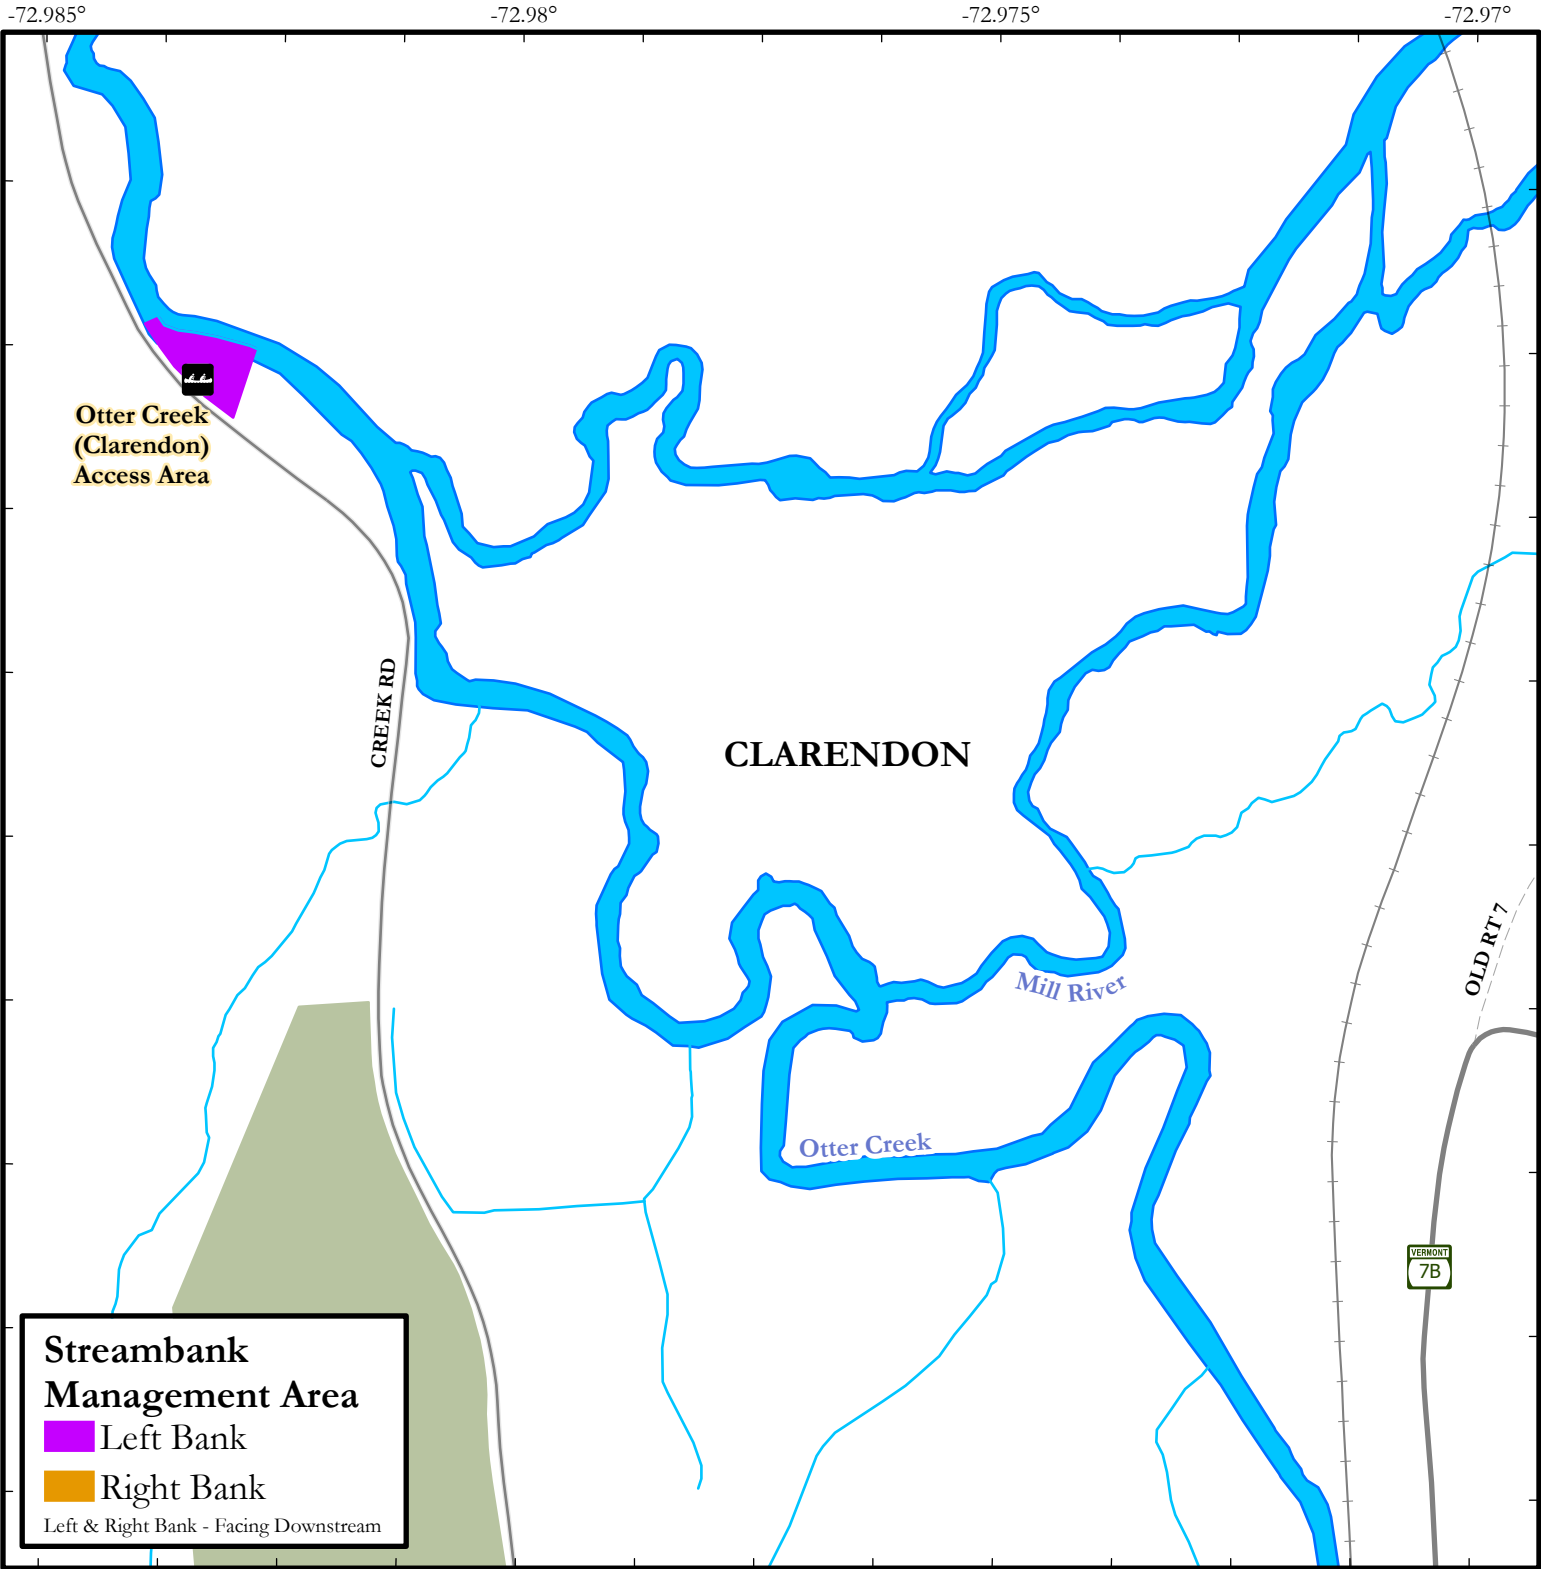 -72.985°
-72.98°
-72.975°
-72.97°
Otter Creek
(Clarendon)
Access Area
CREEK RD
CLARENDON
Mill River
OLD RT 7
Otter Creek
VERMONT
7B
Streambank
Management Area
Left Bank
Right Bank
Left & Right Bank - Facing Downstream